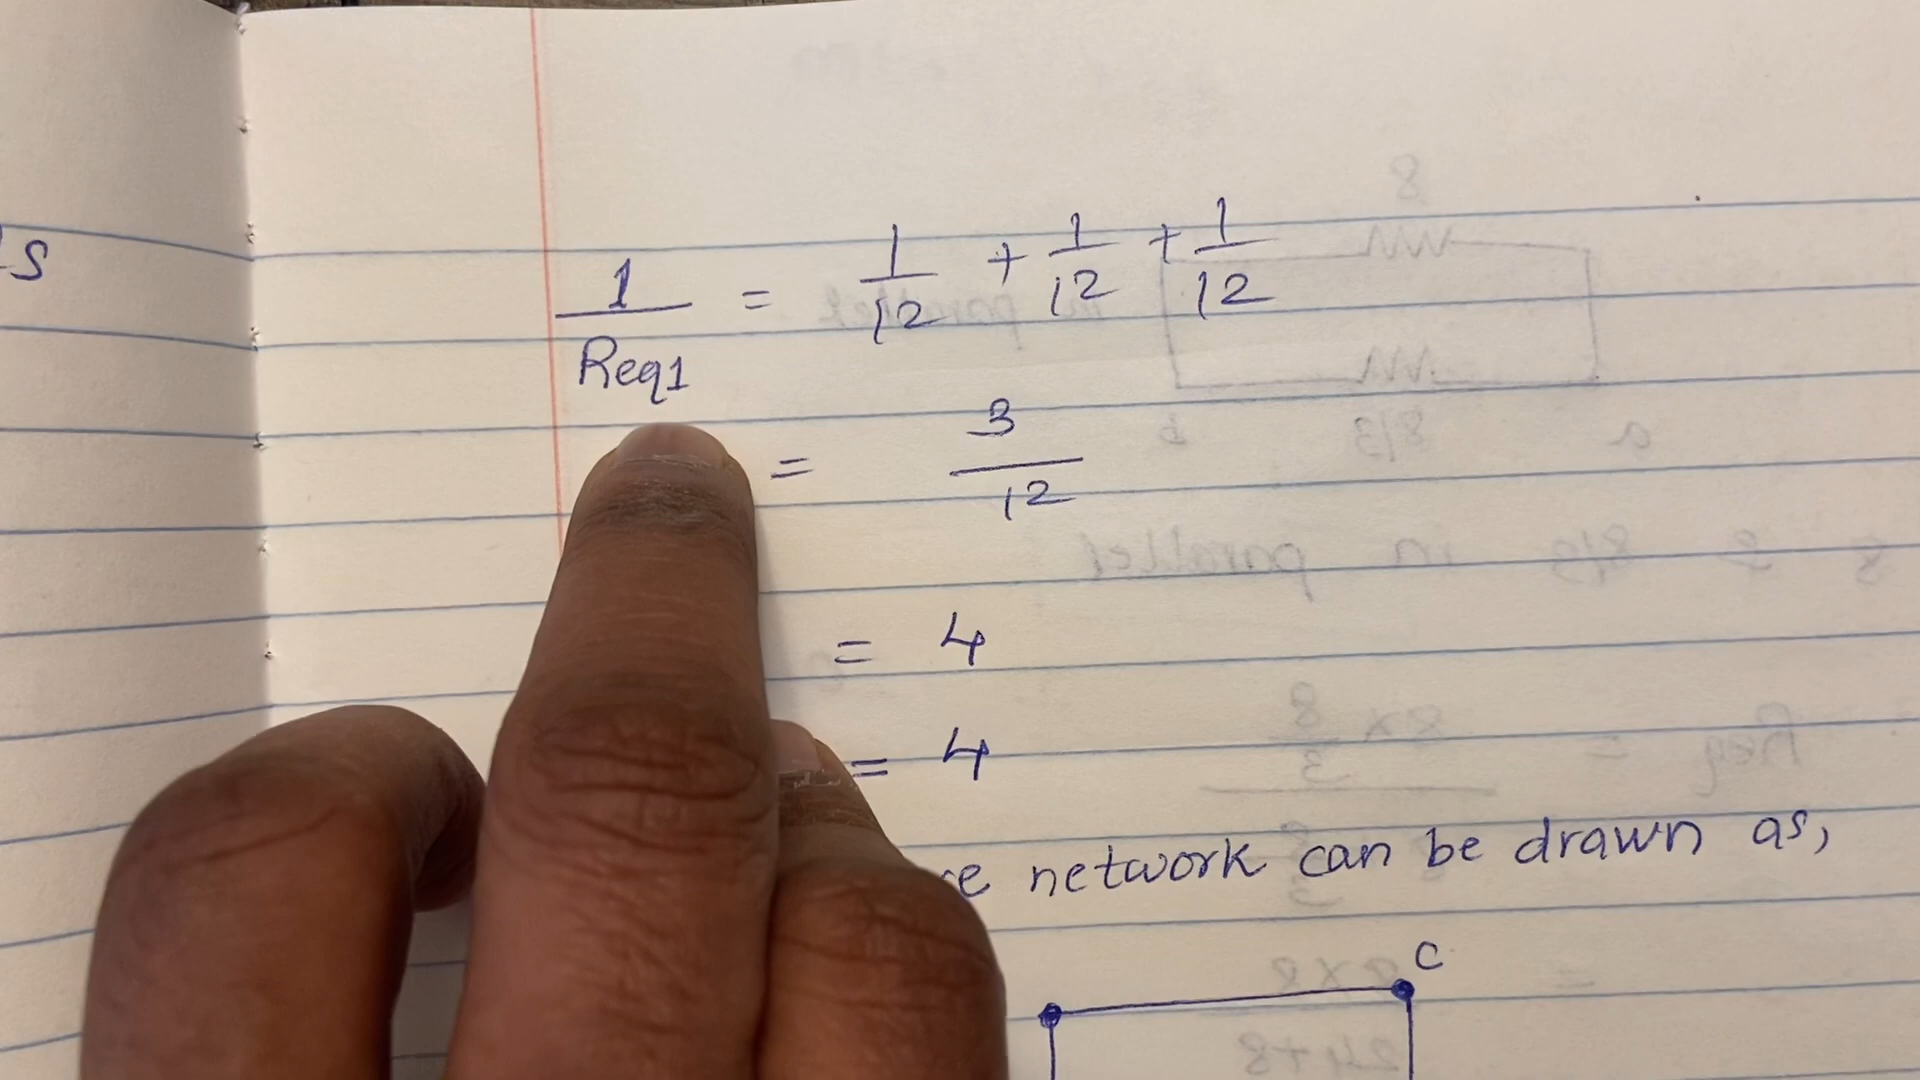 1/Req1 = 1/12 + 1/12 + 1/12
= 3/12
= 4
= 4
network can be drawn as,
C